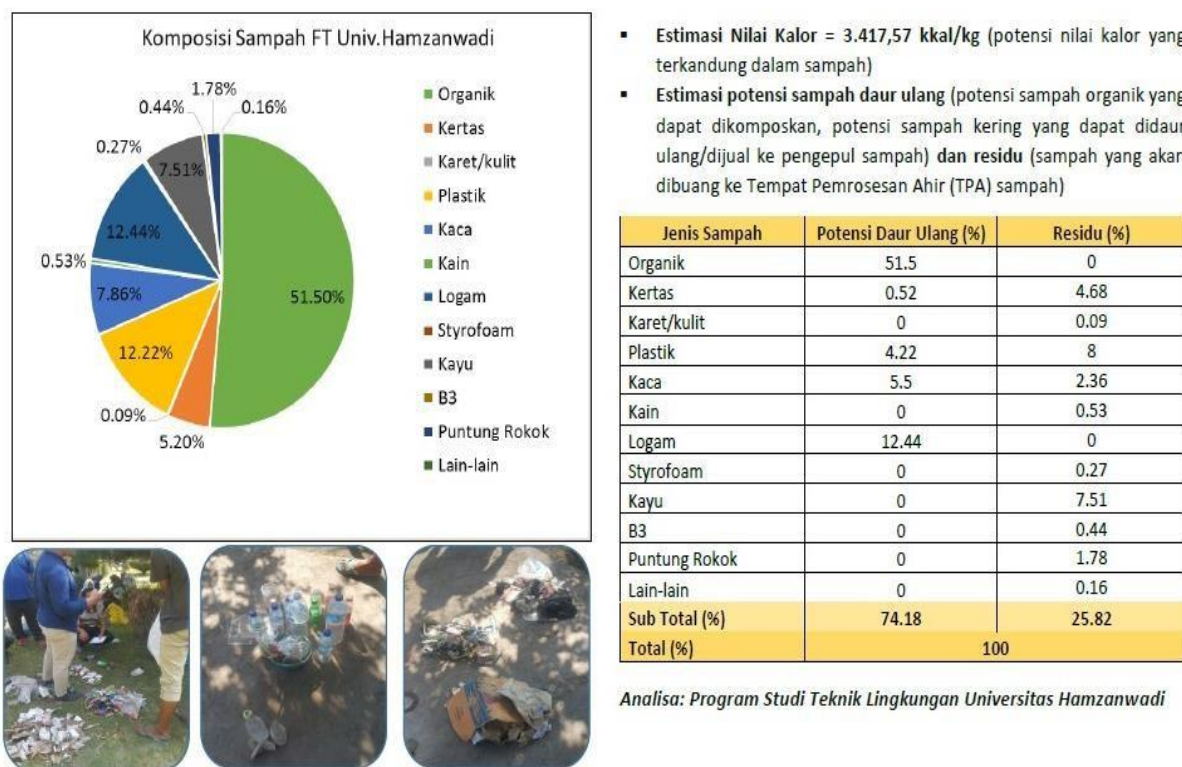 Komposisi Sampah FT Univ.Hamzanwadi
1.78%
0.44%
0.16%
0.27%
7.51%
12.44%
0.53%
7.86%
51.50%
12.22%
0.09%
5.20%
Organik
Kertas
Karet/kulit
Plastik
Kaca
Kain
Logam
Styrofoam
Kayu
B3
Puntung Rokok
Lain-lain
▪ Estimasi Nilai Kalor = 3.417,57 kkal/kg (potensi nilai kalor yang
terkandung dalam sampah)
▪ Estimasi potensi sampah daur ulang (potensi sampah organik yang
dapat dikomposkan, potensi sampah kering yang dapat didaur
ulang/dijual ke pengepul sampah) dan residu (sampah yang akan
dibuang ke Tempat Pemrosesan Ahir (TPA) sampah)
Jenis Sampah Potensi Daur Ulang (%) Residu (%)
Organik 51.5 0
Kertas 0.52 4.68
Karet/kulit 0 0.09
Plastik 4.22 8
Kaca 5.5 2.36
Kain 0 0.53
Logam 12.44 0
Styrofoam 0 0.27
Kayu 0 7.51
B3 0 0.44
Puntung Rokok 0 1.78
Lain-lain 0 0.16
Sub Total (%) 74.18 25.82
Total (%) 100
Analisa: Program Studi Teknik Lingkungan Universitas Hamzanwadi